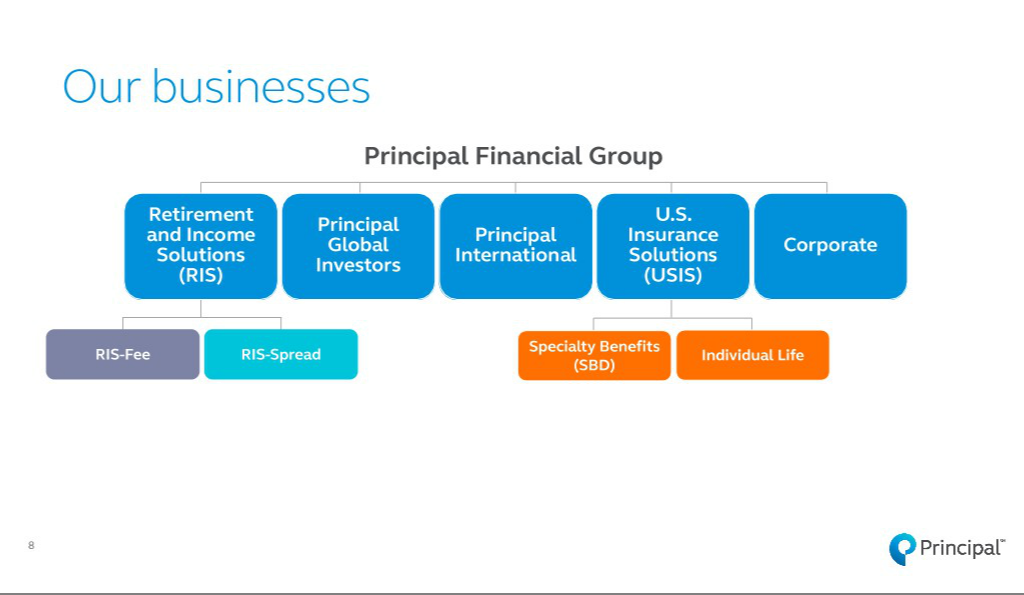 Our businesses
Principal Financial Group
Retirement
and Income
Solutions
(RIS)
Principal
Global
Investors
Principal
International
U.S.
Insurance
Solutions
(USIS)
Corporate
RIS-Fee
RIS-Spread
Specialty Benefits
(SBD)
Individual Life
8
Principal℠